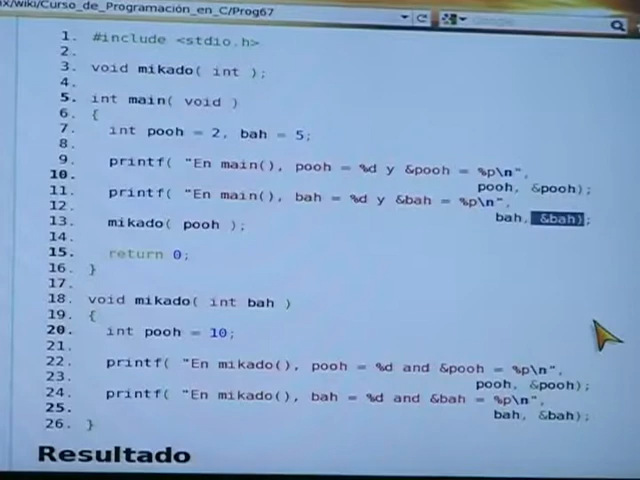 x/wiki/Curso_de_Programación_en_C/Prog67
1. #include <stdio.h>
2.
3. void mikado( int );
4.
5. int main( void )
6. {
7. int pooh = 2, bah = 5;
8.
9. printf( "En main(), pooh = %d y &pooh = %p\n",
10. pooh, &pooh);
11. printf( "En main(), bah = %d y &bah = %p\n",
12. bah, &bah);
13. mikado( pooh );
14.
15. return 0;
16. }
17.
18. void mikado( int bah )
19. {
20. int pooh = 10;
21.
22. printf( "En mikado(), pooh = %d and &pooh = %p\n",
23. pooh, &pooh);
24. printf( "En mikado(), bah = %d and &bah = %p\n",
25. bah, &bah);
26. }
Resultado